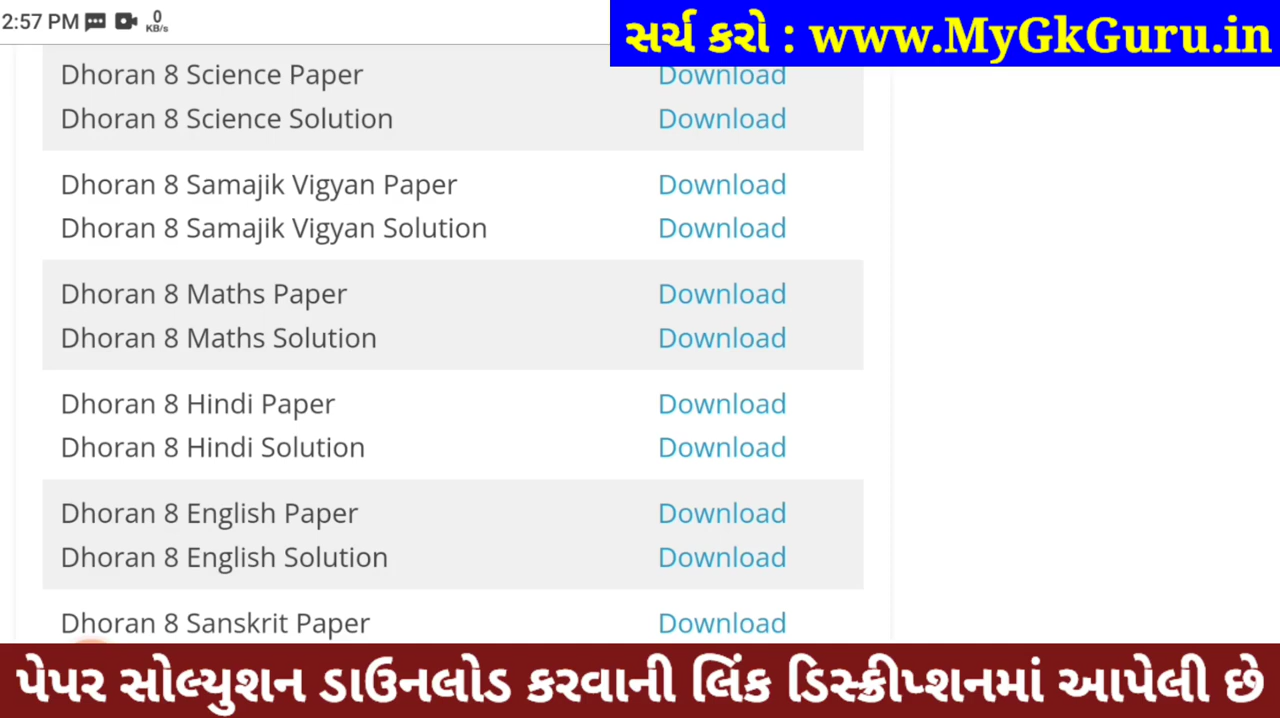 2:57 PM
0
KB/s
સર્ચ કરો : www.MyGkGuru.in
Dhoran 8 Science Paper Download
Dhoran 8 Science Solution Download
Dhoran 8 Samajik Vigyan Paper Download
Dhoran 8 Samajik Vigyan Solution Download
Dhoran 8 Maths Paper Download
Dhoran 8 Maths Solution Download
Dhoran 8 Hindi Paper Download
Dhoran 8 Hindi Solution Download
Dhoran 8 English Paper Download
Dhoran 8 English Solution Download
Dhoran 8 Sanskrit Paper Download
પેપર સોલ્યુશન ડાઉનલોડ કરવાની લિંક ડિસ્ક્રીપ્શનમાં આપેલી છે